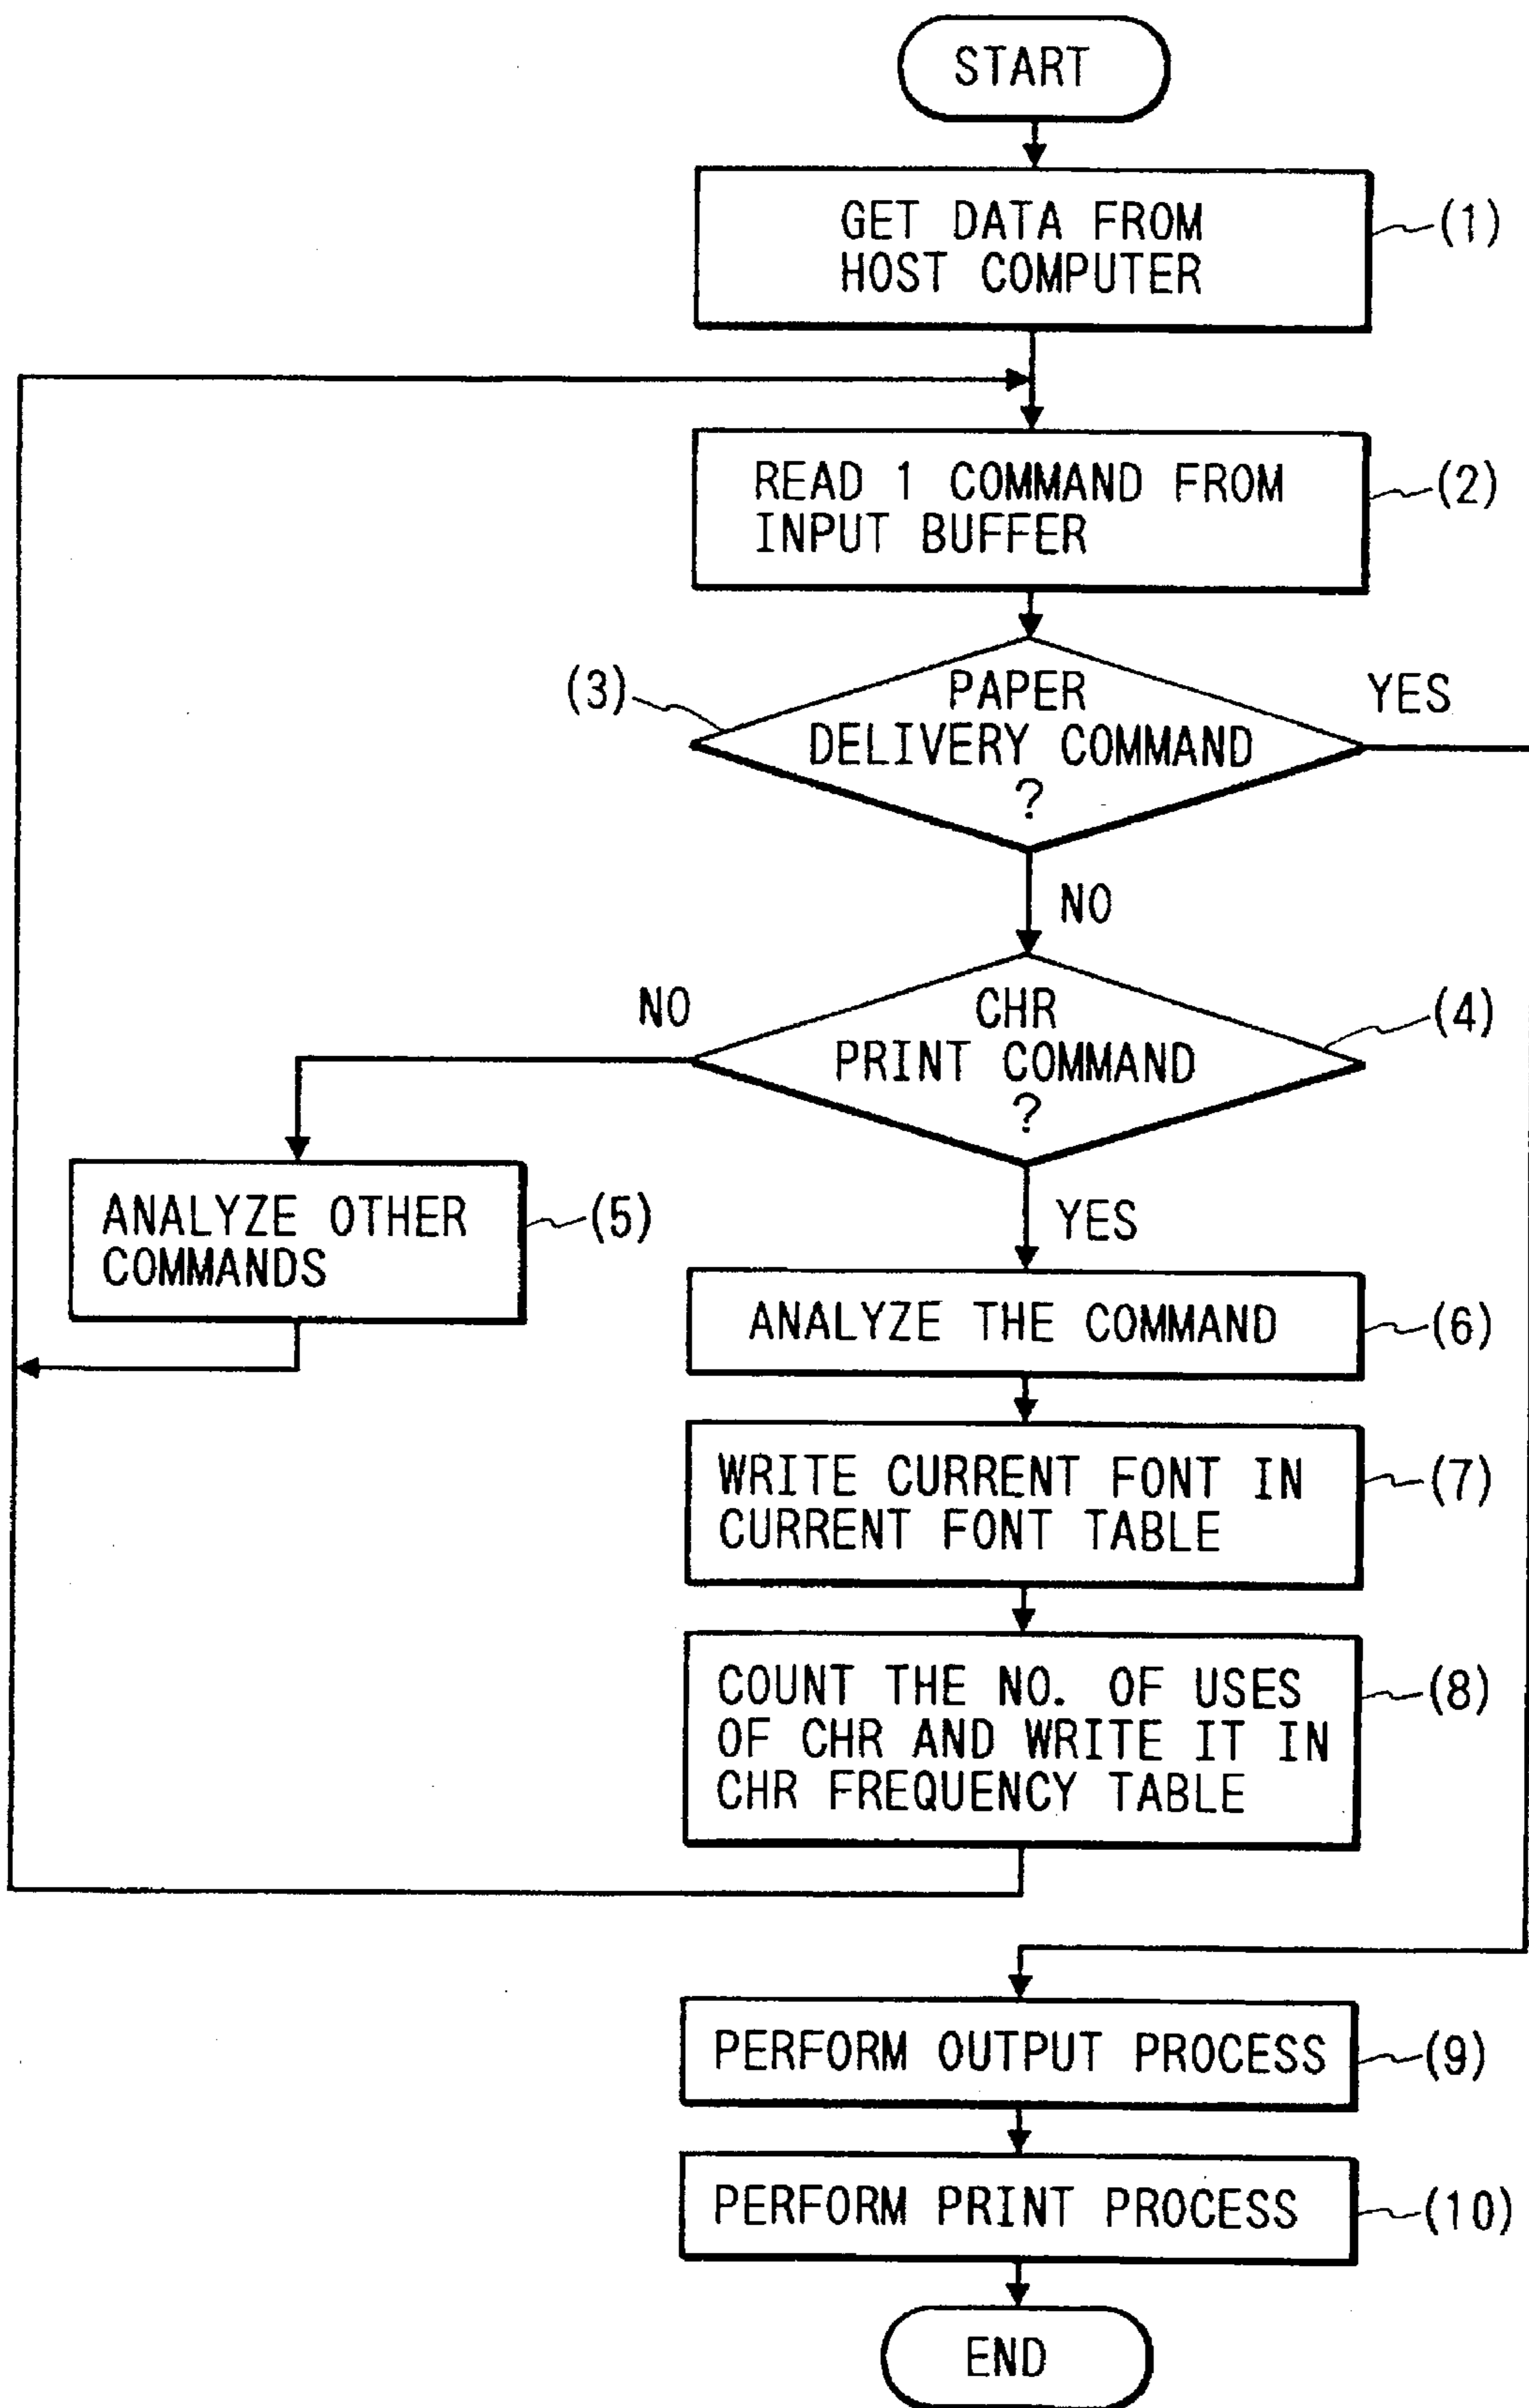 START
GET DATA FROM
HOST COMPUTER
(1)
READ 1 COMMAND FROM
INPUT BUFFER
(2)
(3)
PAPER
DELIVERY COMMAND
?
YES
NO
NO
CHR
PRINT COMMAND
?
(4)
ANALYZE OTHER
COMMANDS
(5)
YES
ANALYZE THE COMMAND
(6)
WRITE CURRENT FONT IN
CURRENT FONT TABLE
(7)
COUNT THE NO. OF USES
OF CHR AND WRITE IT IN
CHR FREQUENCY TABLE
(8)
PERFORM OUTPUT PROCESS
(9)
PERFORM PRINT PROCESS
(10)
END